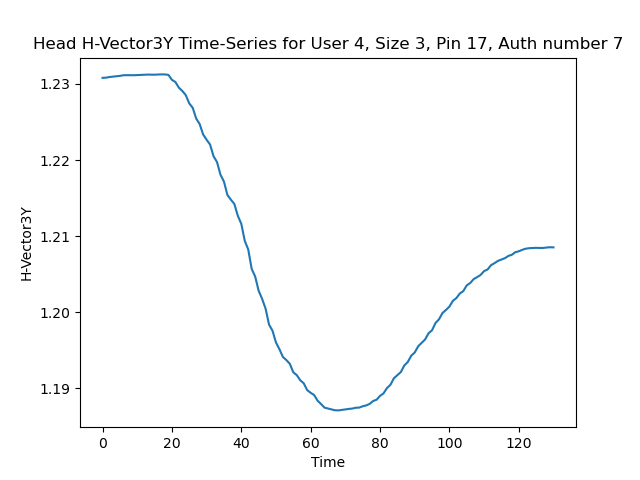 Head H-Vector3Y Time-Series for User 4, Size 3, Pin 17, Auth number 7
1.23
1.22
1.21
1.20
1.19
H-Vector3Y
0 20 40 60 80 100 120
Time